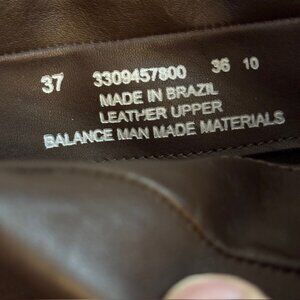 37 3309457800 36 10
MADE IN BRAZIL
LEATHER UPPER
BALANCE MAN MADE MATERIALS